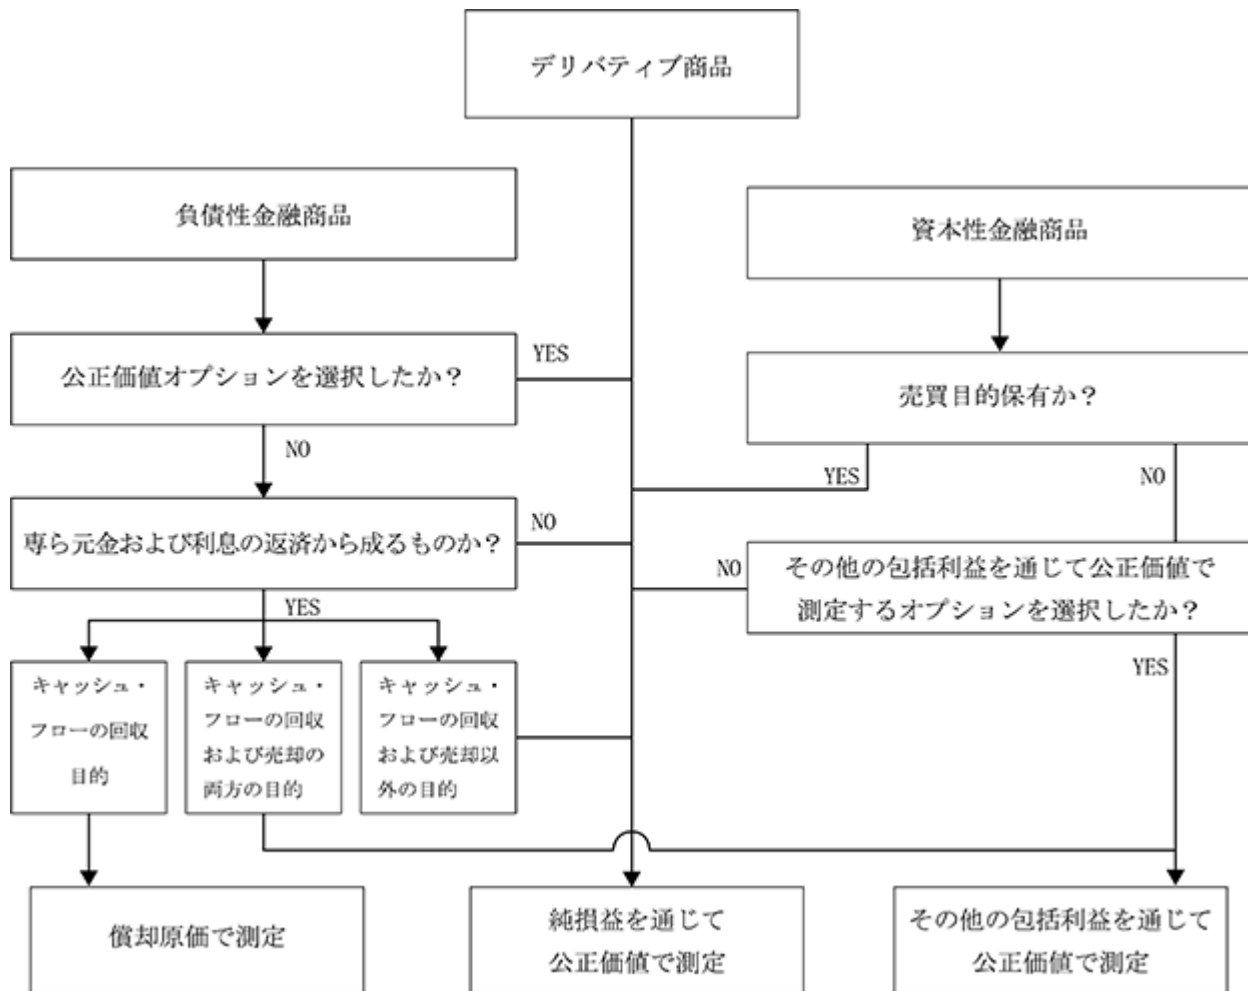 デリバティブ商品
負債性金融商品
資本性金融商品
公正価値オプションを選択したか？
YES
売買目的保有か？
NO
YES
NO
専ら元金および利息の返済から成るものか？
NO
NO
その他の包括利益を通じて公正価値で
測定するオプションを選択したか？
YES
YES
キャッシュ・
フローの回収
目的
キャッシュ・
フローの回収
および売却の
両方の目的
キャッシュ・
フローの回収
および売却以
外の目的
償却原価で測定
純損益を通じて
公正価値で測定
その他の包括利益を通じて
公正価値で測定